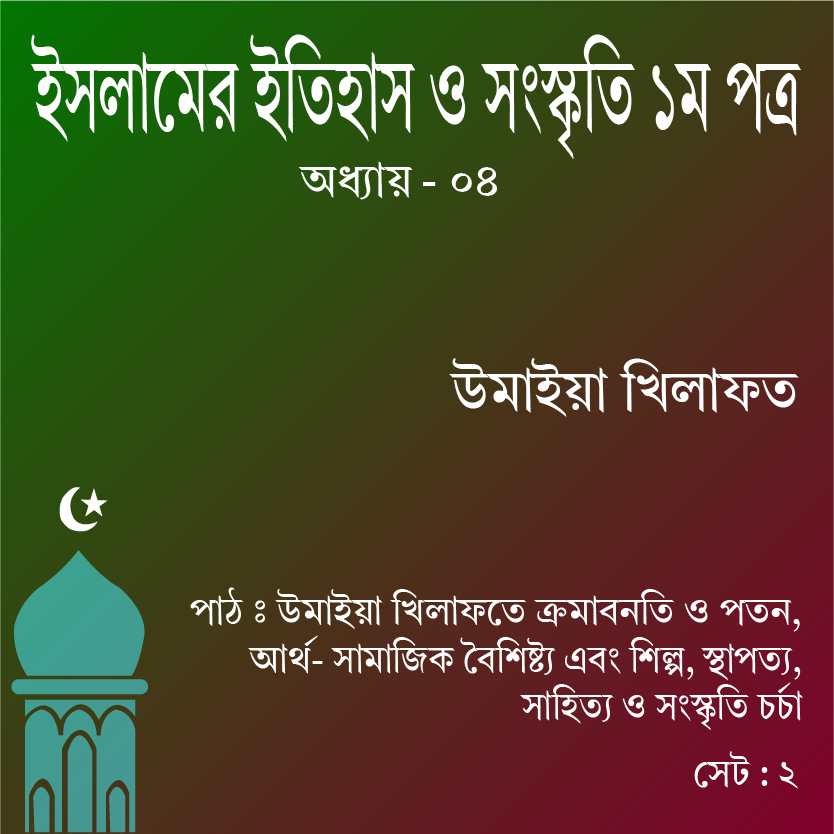 ইসলামের ইতিহাস ও সংস্কৃতি ১ম পত্র
অধ্যায় - ০৪
উমাইয়া খিলাফত
পাঠ ঃ উমাইয়া খিলাফতে ক্রমাবনতি ও পতন,
আর্থ- সামাজিক বৈশিষ্ট্য এবং শিল্প, স্থাপত্য,
সাহিত্য ও সংস্কৃতি চর্চা
সেট : ২